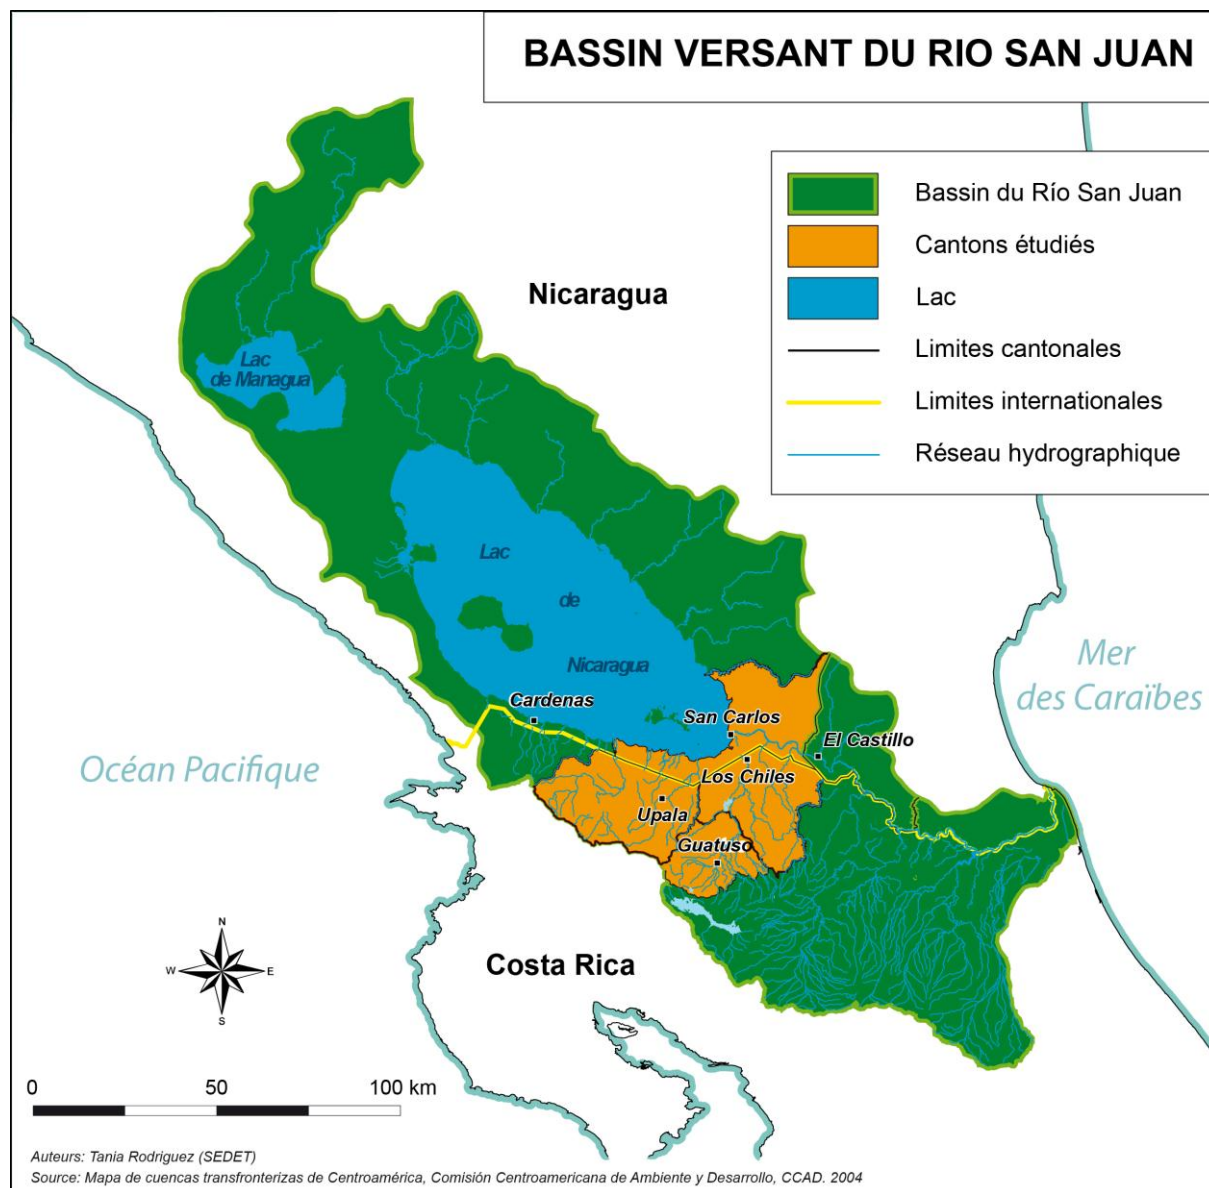 BASSIN VERSANT DU RIO SAN JUAN
Bassin du Río San Juan
Cantons étudiés
Lac
Limites cantonales
Limites internationales
Réseau hydrographique
Nicaragua
Lac
de Managua
Lac
de
Nicaragua
Cardenas
San Carlos
El Castillo
Los Chiles
Upala
Guatuso
Mer
des Caraïbes
Océan Pacifique
Costa Rica
N
W
E
S
0
50
100 km
Auteurs: Tania Rodriguez (SEDET)
Source: Mapa de cuencas transfronterizas de Centroamérica, Comisión Centroamericana de Ambiente y Desarrollo, CCAD. 2004